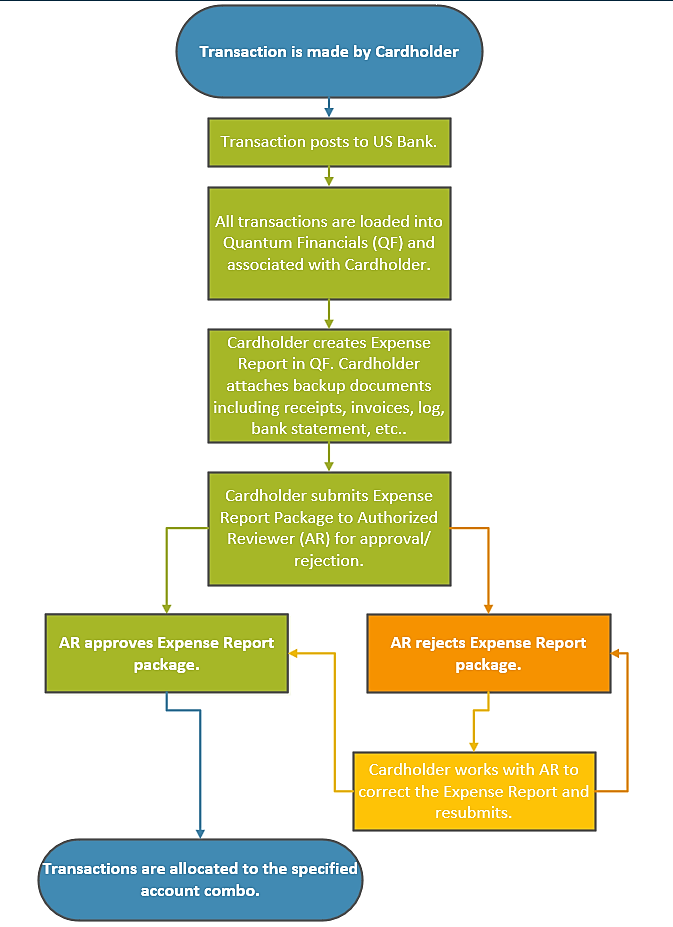 Transaction is made by Cardholder
Transaction posts to US Bank.
All transactions are loaded into
Quantum Financials (QF) and
associated with Cardholder.
Cardholder creates Expense
Report in QF. Cardholder
attaches backup documents
including receipts, invoices, log,
bank statement, etc..
Cardholder submits Expense
Report Package to Authorized
Reviewer (AR) for approval/
rejection.
AR approves Expense Report
package.
AR rejects Expense Report
package.
Cardholder works with AR to
correct the Expense Report and
resubmits.
Transactions are allocated to the specified
account combo.